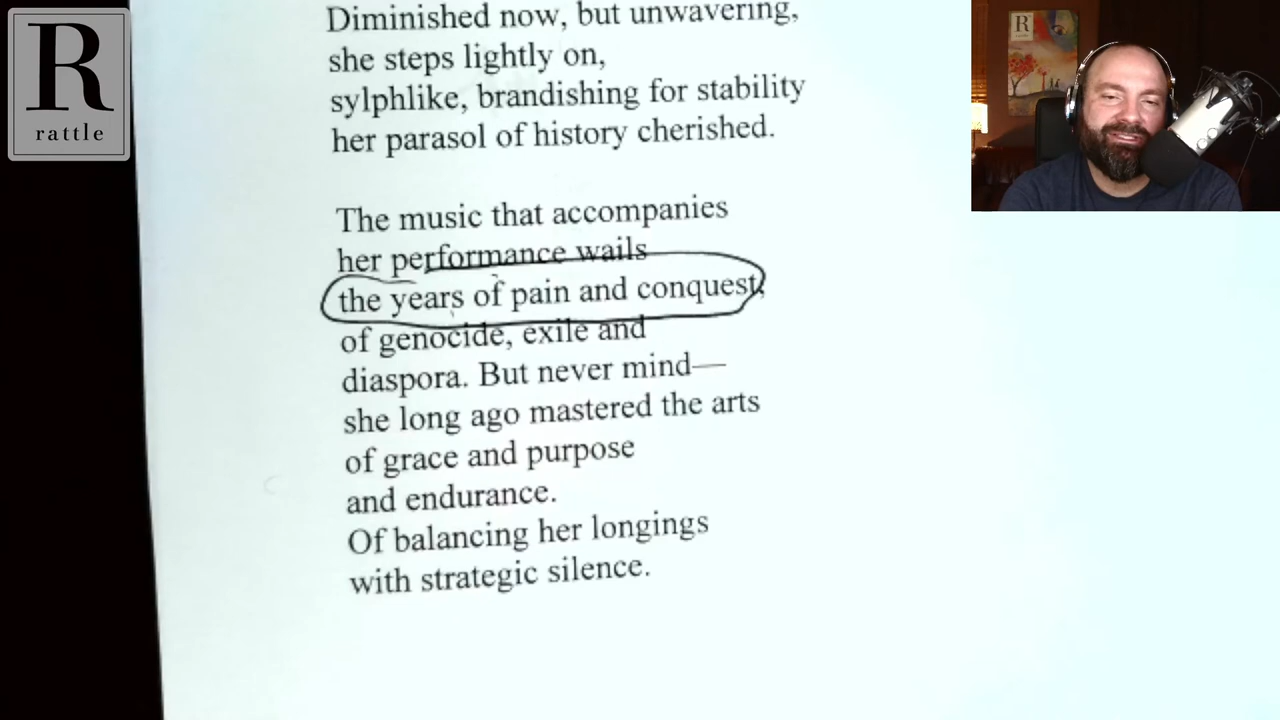 R
rattle
Diminished now, but unwavering,
she steps lightly on,
sylphlike, brandishing for stability
her parasol of history cherished.
The music that accompanies
her performance wails
the years of pain and conquest,
of genocide, exile and
diaspora. But never mind—
she long ago mastered the arts
of grace and purpose
and endurance.
Of balancing her longings
with strategic silence.